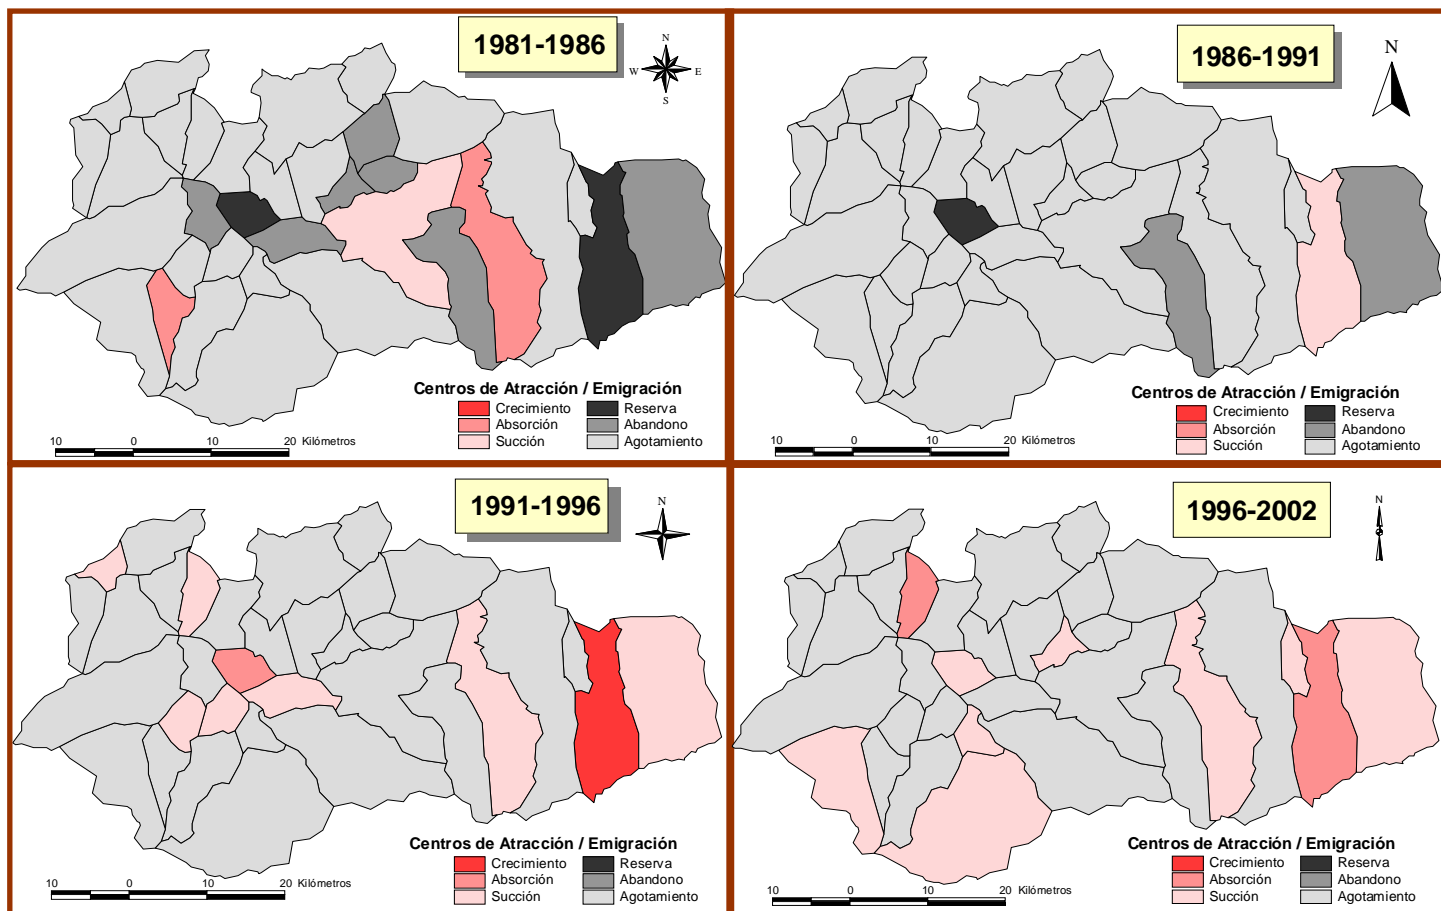 1981-1986
N
W E
S
Centros de Atracción / Emigración
Crecimiento Reserva
Absorción Abandono
Succión Agotamiento
10 0 10 20 Kilómetros
1986-1991
N
Centros de Atracción / Emigración
Crecimiento Reserva
Absorción Abandono
Succión Agotamiento
10 0 10 20 Kilómetros
1991-1996
N
Centros de Atracción / Emigración
Crecimiento Reserva
Absorción Abandono
Succión Agotamiento
10 0 10 20 Kilómetros
1996-2002
N
Centros de Atracción / Emigración
Crecimiento Reserva
Absorción Abandono
Succión Agotamiento
10 0 10 20 Kilómetros